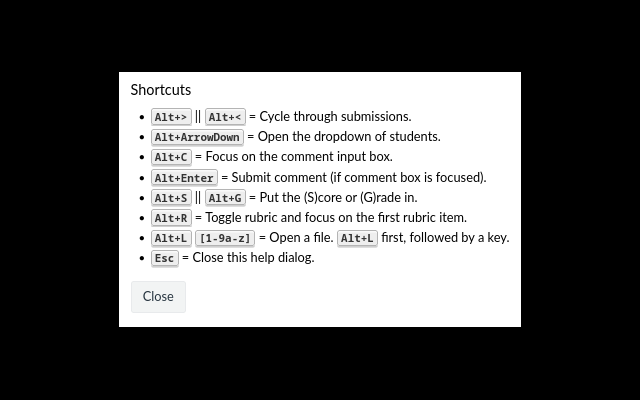 Shortcuts
• Alt+> || Alt+< = Cycle through submissions.
• Alt+ArrowDown = Open the dropdown of students.
• Alt+C = Focus on the comment input box.
• Alt+Enter = Submit comment (if comment box is focused).
• Alt+S || Alt+G = Put the (S)core or (G)rade in.
• Alt+R = Toggle rubric and focus on the first rubric item.
• Alt+L [1-9a-z] = Open a file. Alt+L first, followed by a key.
• Esc = Close this help dialog.
Close